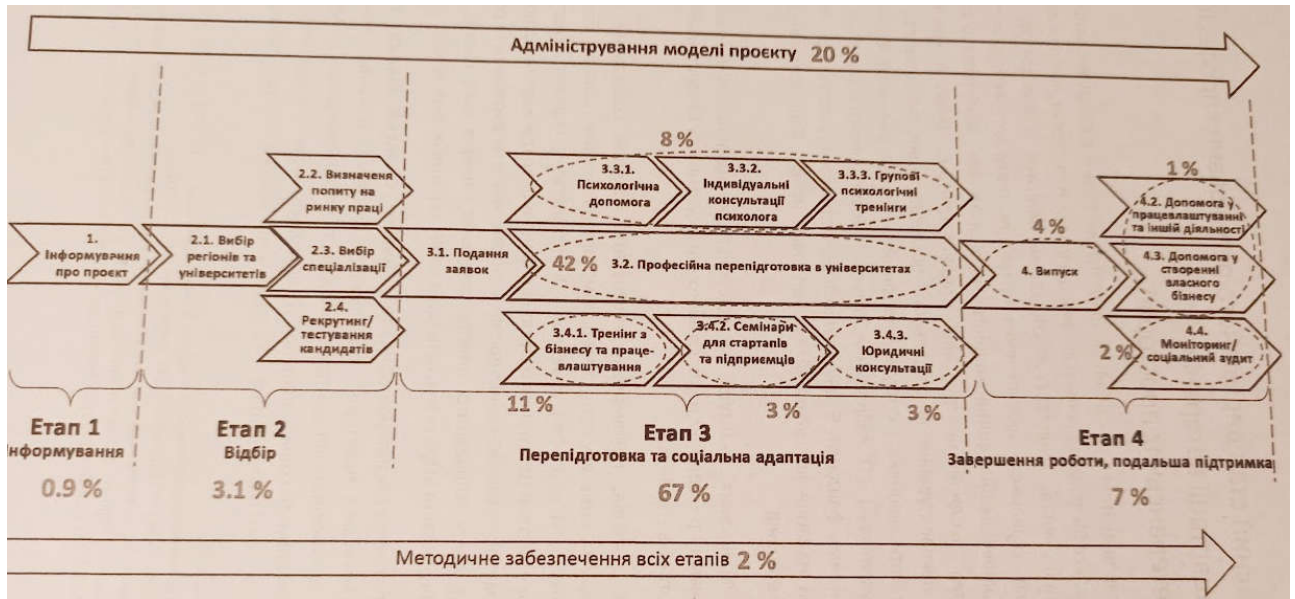 Адміністрування моделі проєкту 20 %
8 %
2.2. Визначеня
попиту на
ринку праці
3.3.1.
Психологічна
допомога
3.3.2.
Індивідуальні
консультації
психолога
3.3.3. Групові
психологічні
тренінги
1 %
4.2. Допомога у
працевлаштуванні
та іншій діяльності
1.
Інформування
про проєкт
2.1. Вибір
регіонів та
університетів
2.3. Вибір
спеціалізації
3.1. Подання
заявок
42 % 3.2. Професійна перепідготовка в університетах
4 %
4. Випуск
4.3. Допомога у
створенні
власного
бізнесу
2.4.
Рекрутинг/
тестування
кандидатів
3.4.1. Тренінг з
бізнесу та праце-
влаштування
3.4.2. Семінари
для стартапів
та підприємців
3.4.3.
Юридичні
консультації
2 %
4.4.
Моніторинг/
соціальний аудит
11 %
3 %
3 %
Етап 1
Інформування
0.9 %
Етап 2
Відбір
3.1 %
Етап 3
Перепідготовка та соціальна адаптація
67 %
Етап 4
Завершення роботи, подальша підтримка
7 %
Методичне забезпечення всіх етапів 2 %